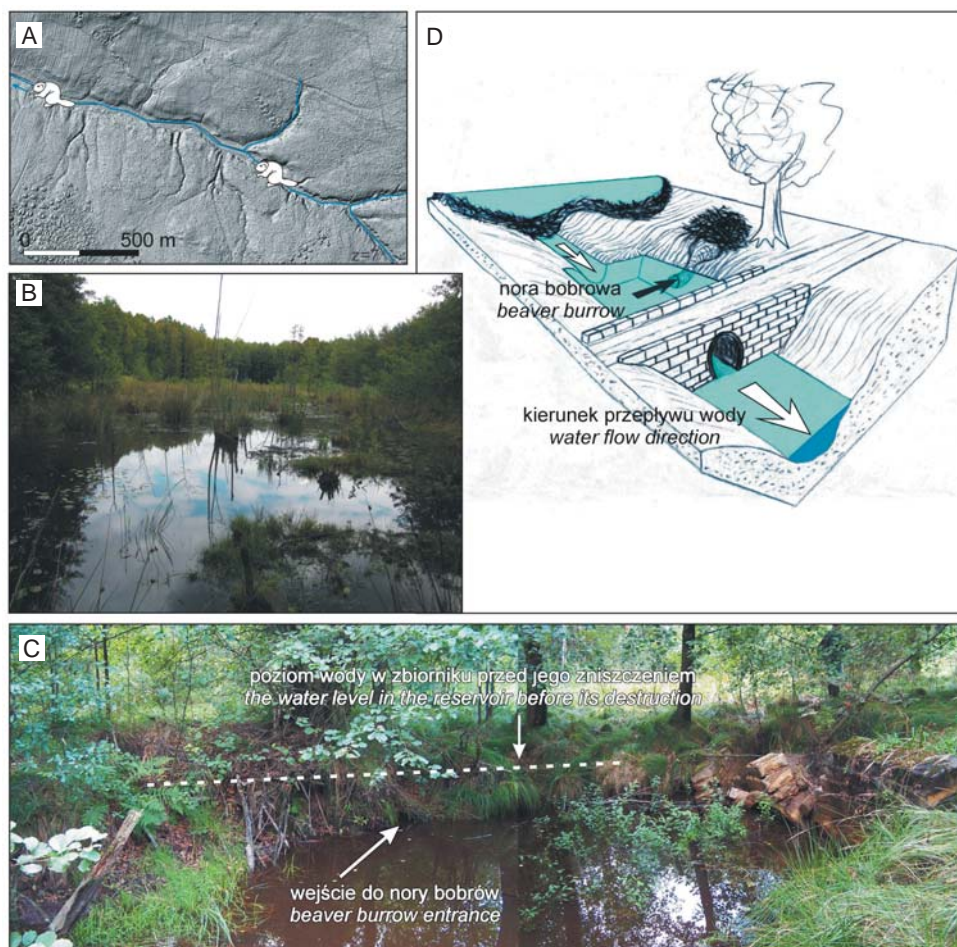 A
0 500 m
z=7
B
D
nora bobrowa
beaver burrow
kierunek przepływu wody
water flow direction
C
poziom wody w zbiorniku przed jego zniszczeniem
the water level in the reservoir before its destruction
wejście do nory bobrów
beaver burrow entrance